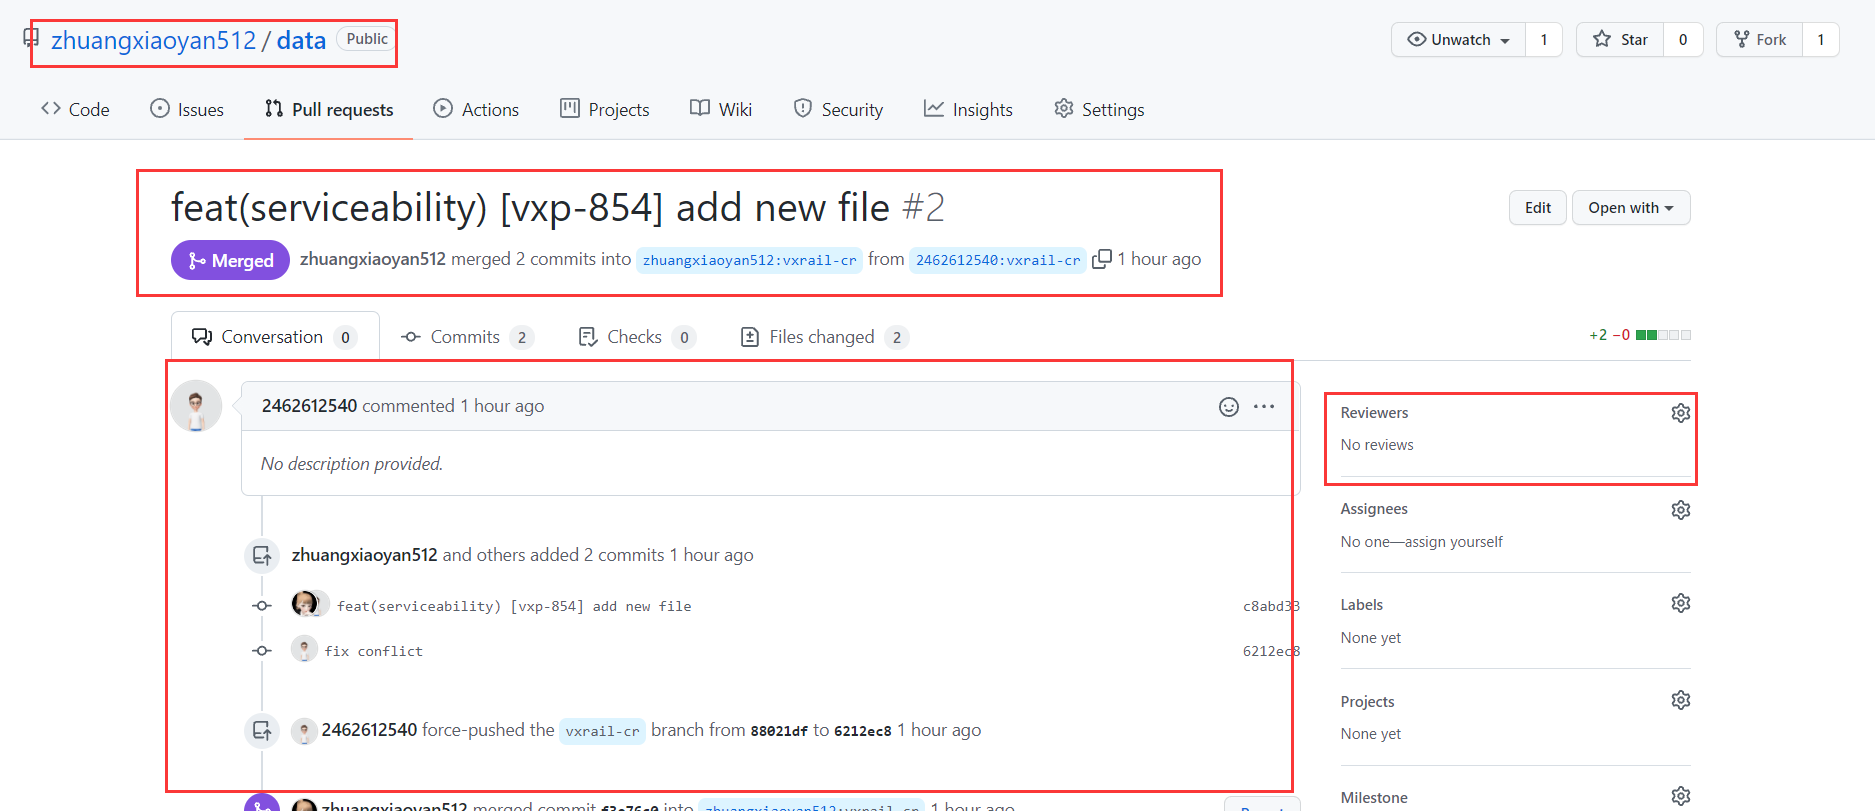 zhuangxiaoyan512 / data Public
Unwatch 1 Star 0 Fork 1
Code Issues Pull requests Actions Projects Wiki Security Insights Settings
feat(serviceability) [vxp-854] add new file #2
Edit Open with
Merged zhuangxiaoyan512 merged 2 commits into zhuangxiaoyan512:vxrail-cr from 2462612540:vxrail-cr 1 hour ago
Conversation 0 Commits 2 Checks 0 Files changed 2
+2 −0
2462612540 commented 1 hour ago
No description provided.
zhuangxiaoyan512 and others added 2 commits 1 hour ago
feat(serviceability) [vxp-854] add new file c8abd33
fix conflict 6212ec8
2462612540 force-pushed the vxrail-cr branch from 88021df to 6212ec8 1 hour ago
zhuangxiaoyan512 merged commit f3e76c0 into zhuangxiaoyan512:vxrail-cr 1 hour ago
Reviewers
No reviews
Assignees
No one—assign yourself
Labels
None yet
Projects
None yet
Milestone